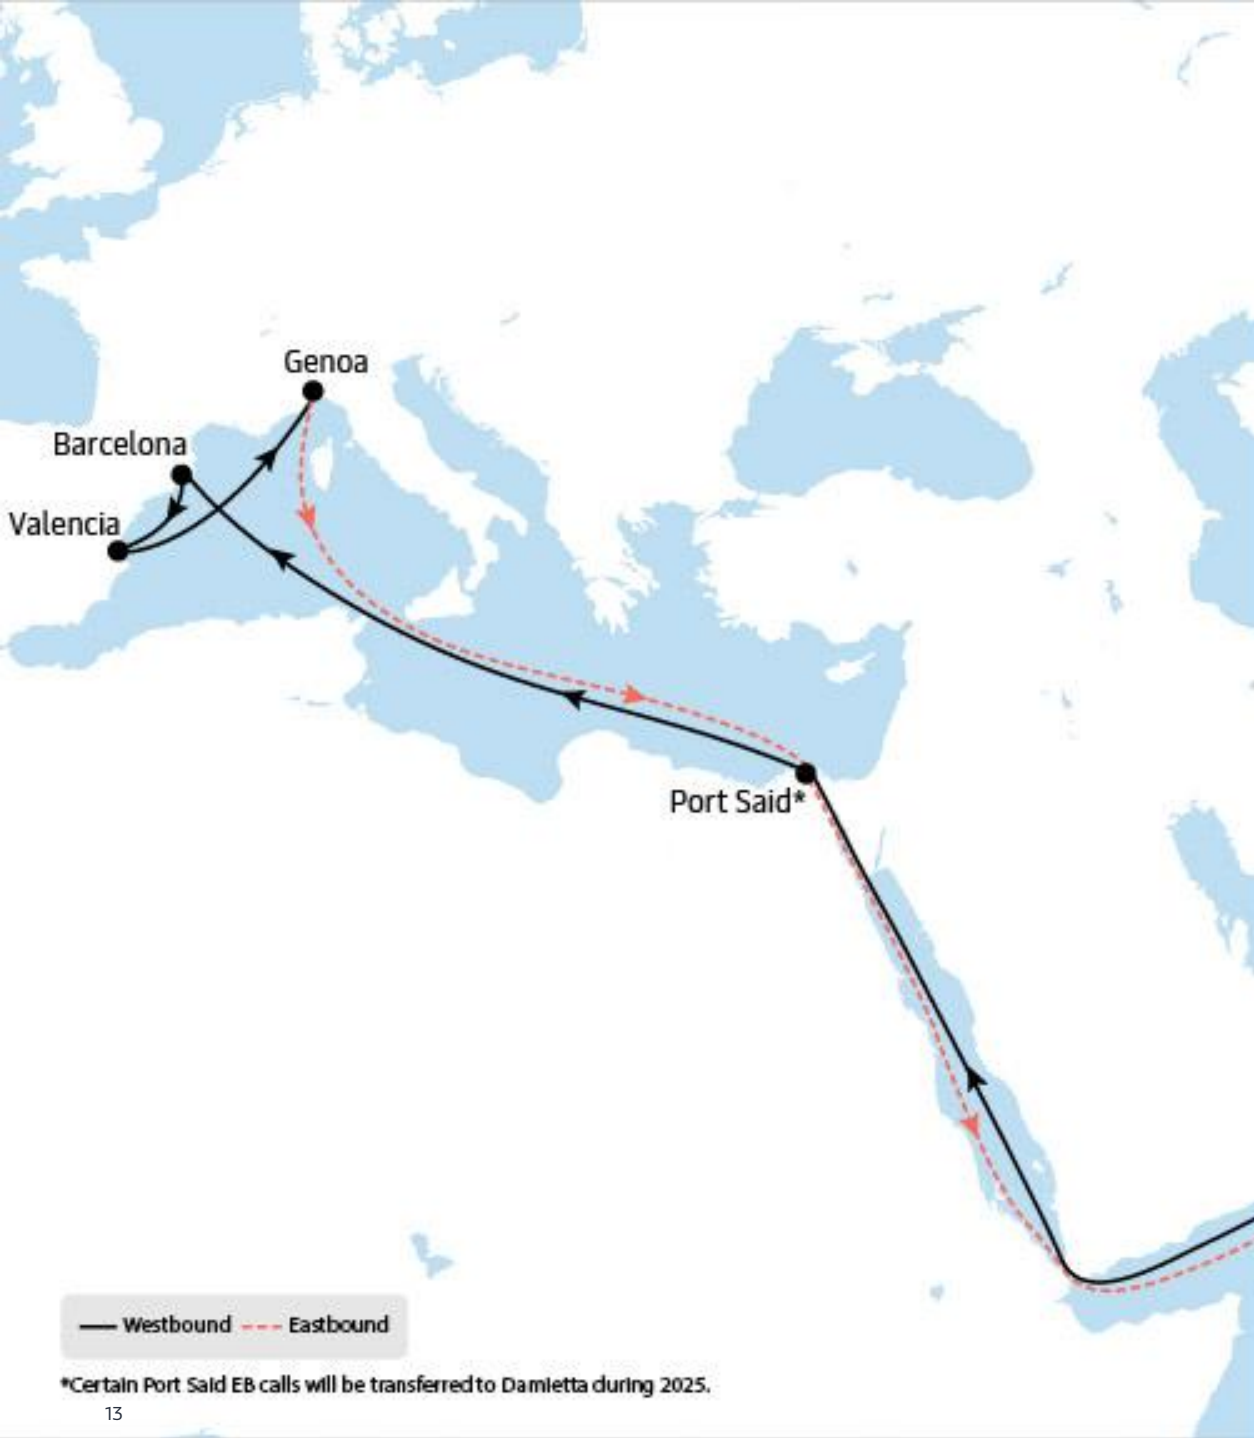 Genoa
Barcelona
Valencia
Port Said*
Westbound Eastbound
*Certain Port Said EB calls will be transferred to Damietta during 2025.
13